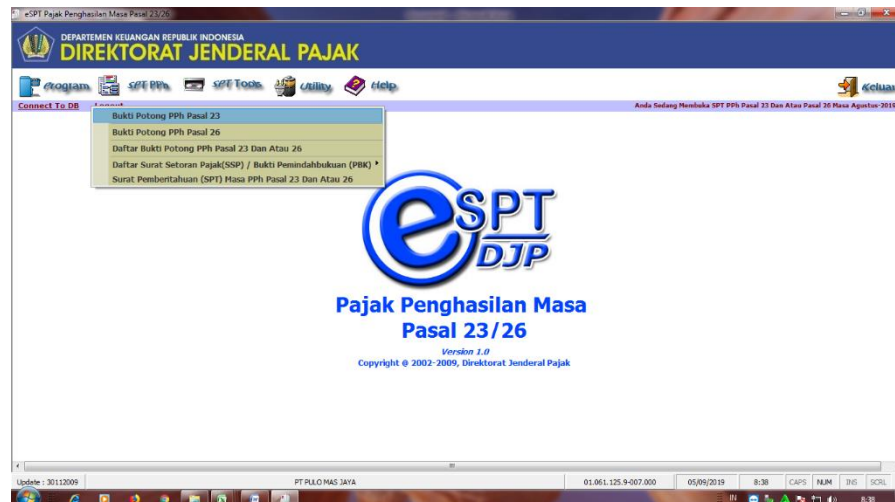 eSPT Pajak Penghasilan Masa Pasal 23/26
DEPARTEMEN KEUANGAN REPUBLIK INDONESIA
DIREKTORAT JENDERAL PAJAK
Program SPT PPh SPT Tools Utility Help Keluar
Connect To DB Logout Anda Sedang Membuka SPT PPh Pasal 23 Dan Atau Pasal 26 Masa Agustus-2019
Bukti Potong PPh Pasal 23
Bukti Potong PPh Pasal 26
Daftar Bukti Potong PPh Pasal 23 Dan Atau 26
Daftar Surat Setoran Pajak(SSP) / Bukti Pemindahbukuan (PBK)
Surat Pemberitahuan (SPT) Masa PPh Pasal 23 Dan Atau 26
eSPT
DJP
Pajak Penghasilan Masa
Pasal 23/26
Version 1.0
Copyright @ 2002-2009, Direktorat Jenderal Pajak
Update : 30112009 PT PULO MAS JAYA 01.061.125.9-007.000 05/09/2019 8:38 CAPS NUM INS SCRL
IN 8:38